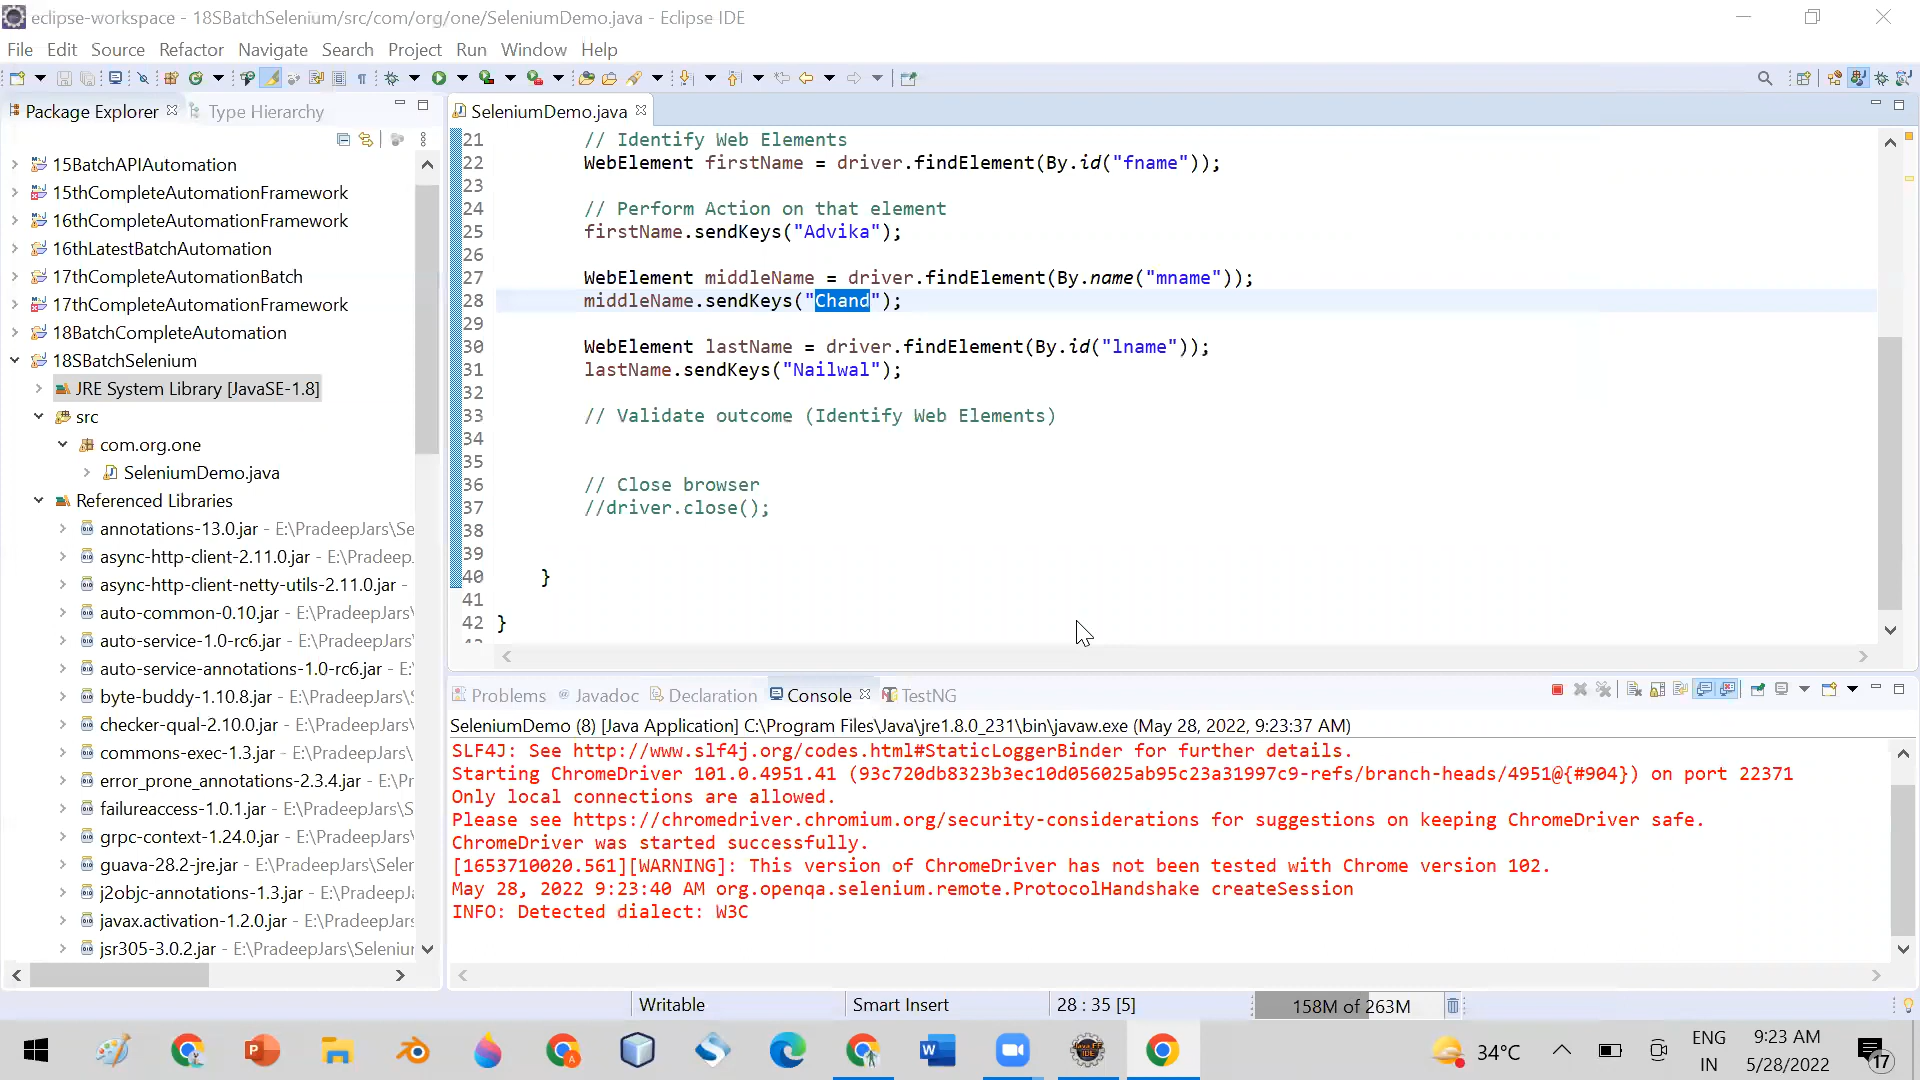 eclipse-workspace - 18SBatchSelenium/src/com/org/one/SeleniumDemo.java - Eclipse IDE
File Edit Source Refactor Navigate Search Project Run Window Help
Package Explorer Type Hierarchy
15BatchAPIAutomation
15thCompleteAutomationFramework
16thCompleteAutomationFramework
16thLatestBatchAutomation
17thCompleteAutomationBatch
17thCompleteAutomationFramework
18BatchCompleteAutomation
18SBatchSelenium
JRE System Library [JavaSE-1.8]
src
com.org.one
SeleniumDemo.java
Referenced Libraries
annotations-13.0.jar - E:\PradeepJars\Se
async-http-client-2.11.0.jar - E:\Pradeep
async-http-client-netty-utils-2.11.0.jar -
auto-common-0.10.jar - E:\PradeepJars\
auto-service-1.0-rc6.jar - E:\PradeepJars\
auto-service-annotations-1.0-rc6.jar - E:
byte-buddy-1.10.8.jar - E:\PradeepJars\
checker-qual-2.10.0.jar - E:\PradeepJars\
commons-exec-1.3.jar - E:\PradeepJars\
error_prone_annotations-2.3.4.jar - E:\P
failureaccess-1.0.1.jar - E:\PradeepJars\S
grpc-context-1.24.0.jar - E:\PradeepJars\
guava-28.2-jre.jar - E:\PradeepJars\Seler
j2objc-annotations-1.3.jar - E:\PradeepJ
javax.activation-1.2.0.jar - E:\PradeepJ
jsr305-3.0.2.jar - E:\PradeepJars\Seleniur
SeleniumDemo.java
21 // Identify Web Elements
22 WebElement firstName = driver.findElement(By.id("fname"));
23
24 // Perform Action on that element
25 firstName.sendKeys("Advika");
26
27 WebElement middleName = driver.findElement(By.name("mname"));
28 middleName.sendKeys("Chand");
29
30 WebElement lastName = driver.findElement(By.id("lname"));
31 lastName.sendKeys("Nailwal");
32
33 // Validate outcome (Identify Web Elements)
34
35
36 // Close browser
37 //driver.close();
38
39
40 }
41
42 }
Problems Javadoc Declaration Console TestNG
SeleniumDemo (8) [Java Application] C:\Program Files\Java\jre1.8.0_231\bin\javaw.exe (May 28, 2022, 9:23:37 AM)
SLF4J: See http://www.slf4j.org/codes.html#StaticLoggerBinder for further details.
Starting ChromeDriver 101.0.4951.41 (93c720db8323b3ec10d056025ab95c23a31997c9-refs/branch-heads/4951@{#904}) on port 22371
Only local connections are allowed.
Please see https://chromedriver.chromium.org/security-considerations for suggestions on keeping ChromeDriver safe.
ChromeDriver was started successfully.
[1653710020.561][WARNING]: This version of ChromeDriver has not been tested with Chrome version 102.
May 28, 2022 9:23:40 AM org.openqa.selenium.remote.ProtocolHandshake createSession
INFO: Detected dialect: W3C
Writable Smart Insert 28 : 35 [5] 158M of 263M
34°C ENG IN 9:23 AM 5/28/2022 17